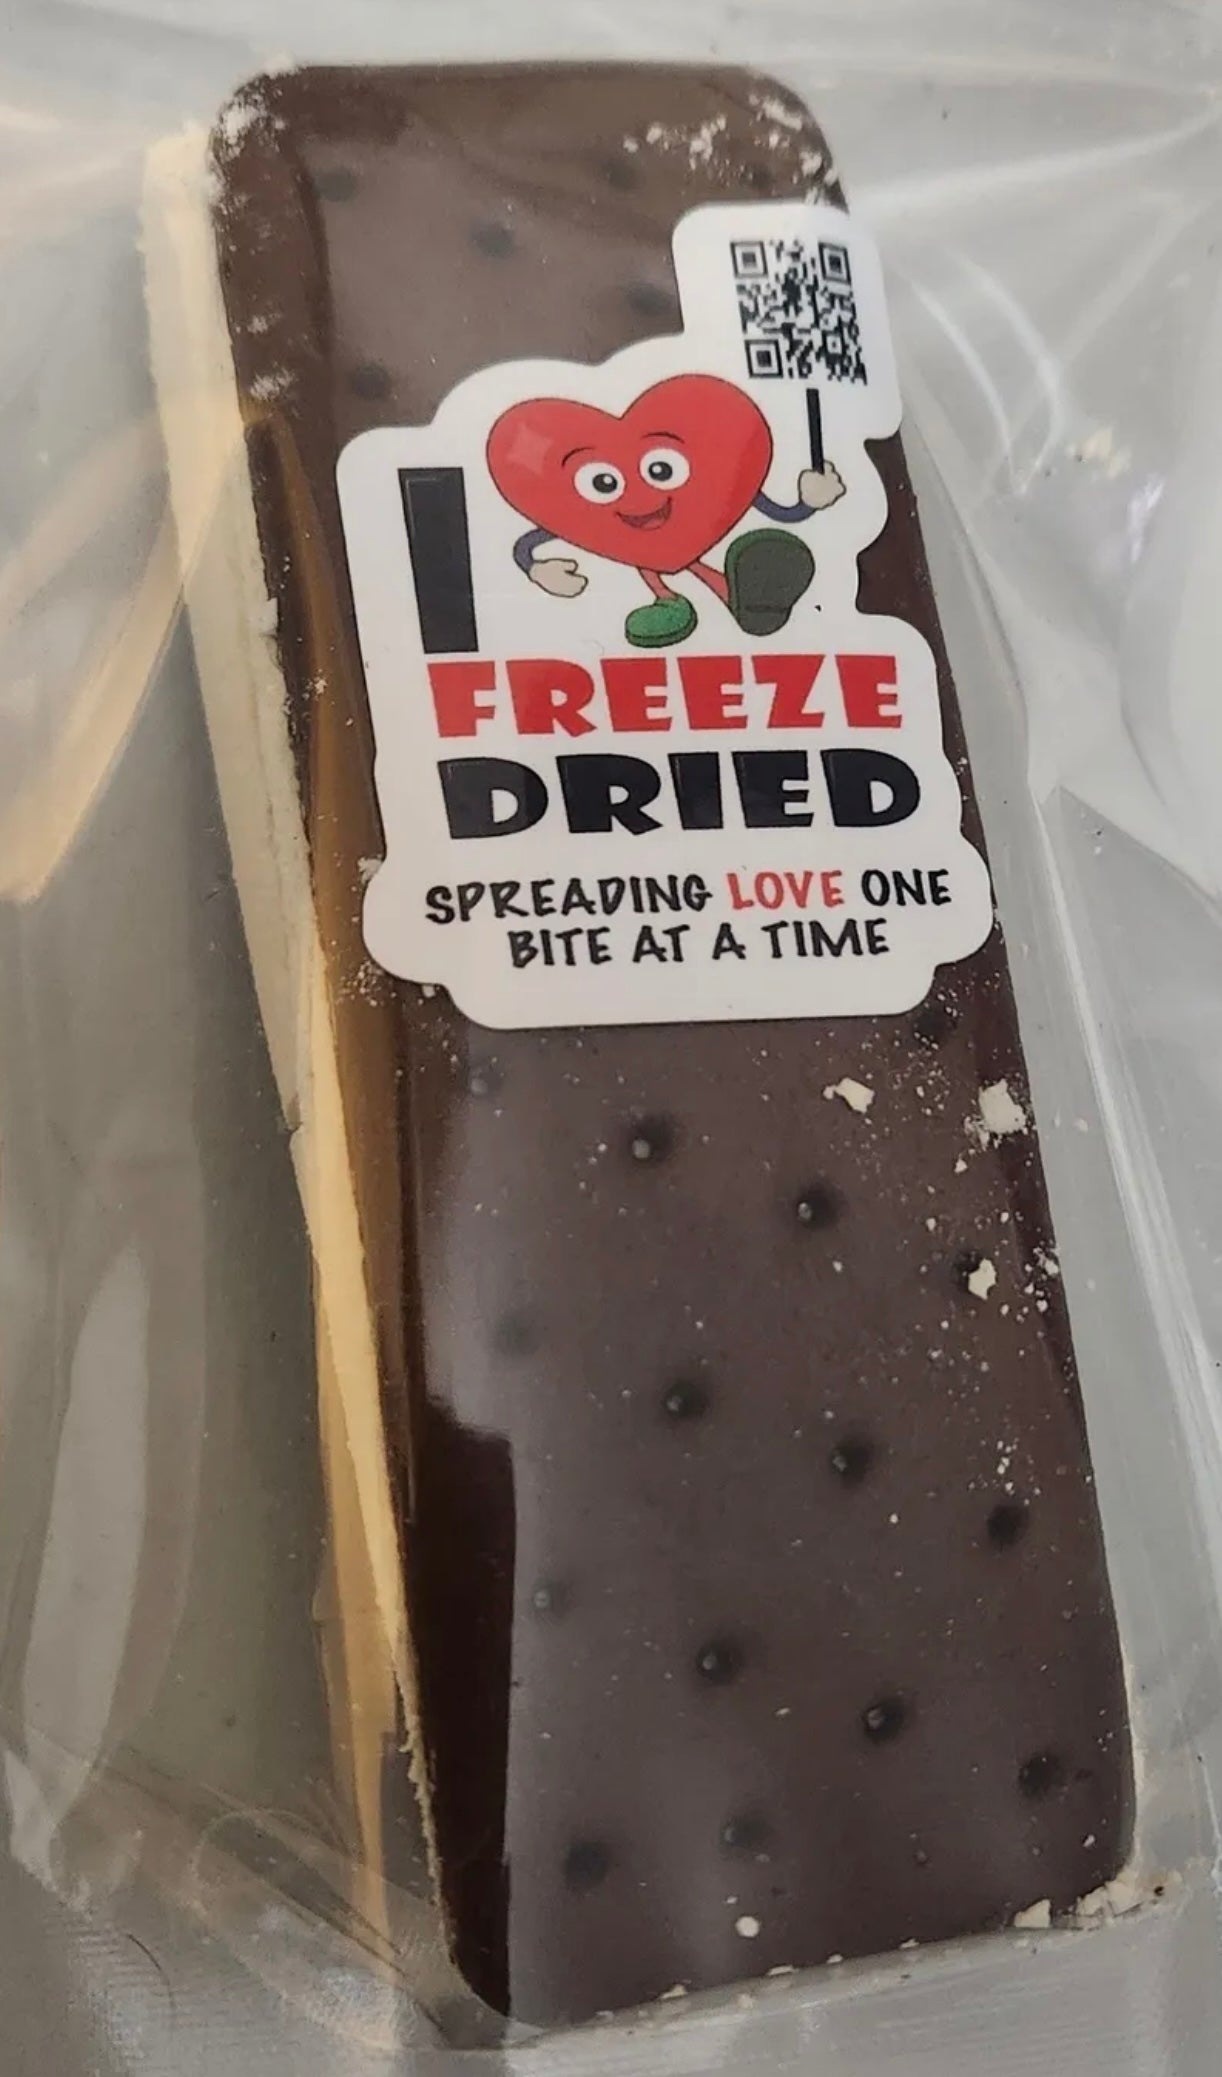 I
FREEZE
DRIED
SPREADING LOVE ONE
BITE AT A TIME